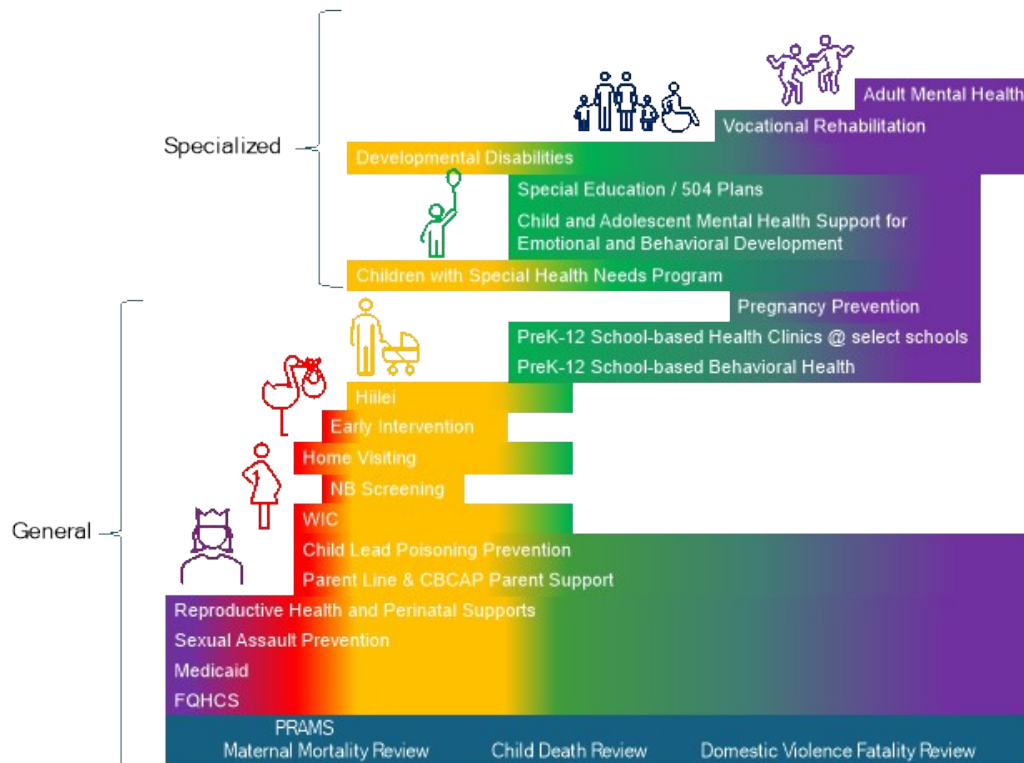 Adult Mental Health
Vocational Rehabilitation
Specialized
Developmental Disabilities
Special Education / 504 Plans
Child and Adolescent Mental Health Support for
Emotional and Behavioral Development
Children with Special Health Needs Program
Pregnancy Prevention
PreK-12 School-based Health Clinics @ select schools
PreK-12 School-based Behavioral Health
Hiilei
Early Intervention
Home Visiting
NB Screening
General
WIC
Child Lead Poisoning Prevention
Parent Line & CBCAP Parent Support
Reproductive Health and Perinatal Supports
Sexual Assault Prevention
Medicaid
FQHCS
PRAMS
Maternal Mortality Review
Child Death Review
Domestic Violence Fatality Review